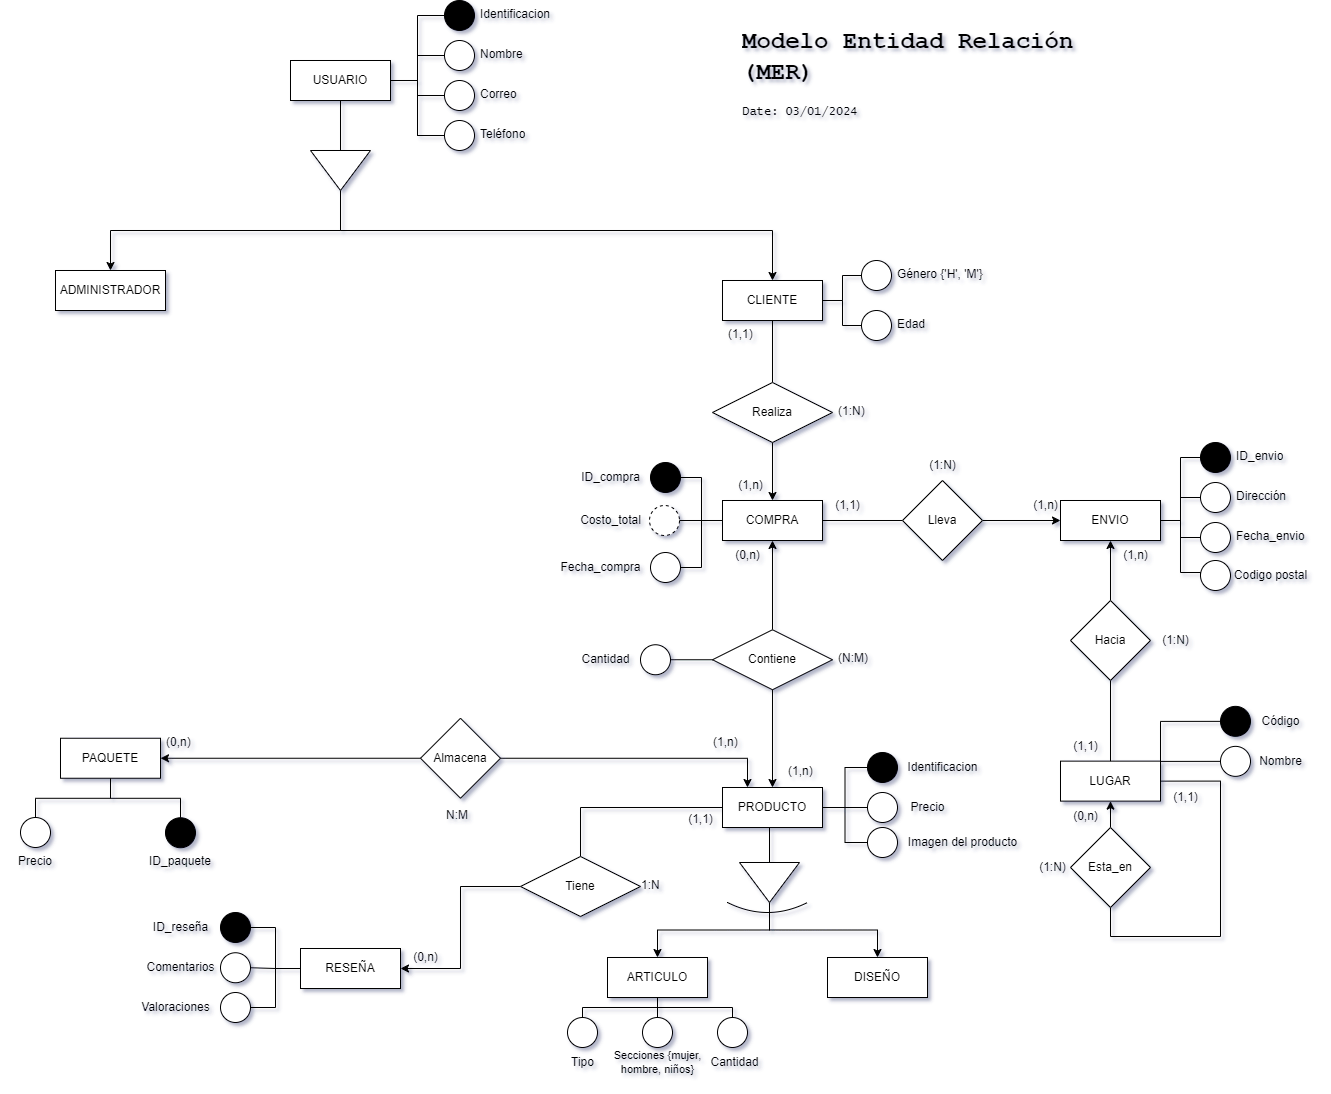 Identificacion
Modelo Entidad Relación
(MER)
Nombre
USUARIO
Correo
Date: 03/01/2024
Teléfono
ADMINISTRADOR
Género {'H', 'M'}
CLIENTE
Edad
(1,1)
Realiza
(1:N)
ID_compra
(1,n)
(1:N)
ID_envio
Costo_total
COMPRA
(1,1)
Lleva
(1,n)
ENVIO
Dirección
Fecha_envio
Fecha_compra
(0,n)
(1,n)
Codigo postal
Cantidad
Contiene
(N:M)
Hacia
(1:N)
Código
PAQUETE
(0,n)
Almacena
(1,n)
(1,n)
(1,1)
Nombre
LUGAR
(1,1)
Identificacion
PRODUCTO
Precio
(1,1)
N:M
(0,n)
Imagen del producto
Precio
ID_paquete
(1:N)
Esta_en
Tiene
1:N
ID_reseña
Comentarios
RESEÑA
(0,n)
ARTICULO
DISEÑO
Valoraciones
Tipo
Secciones {mujer,
hombre, niños}
Cantidad